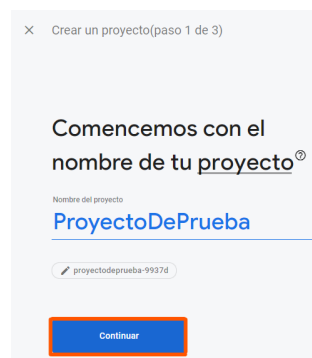 Crear un proyecto(paso 1 de 3)
Comencemos con el
nombre de tu proyecto
Nombre del proyecto
ProyectoDePrueba
proyectodeprueba-9937d
Continuar